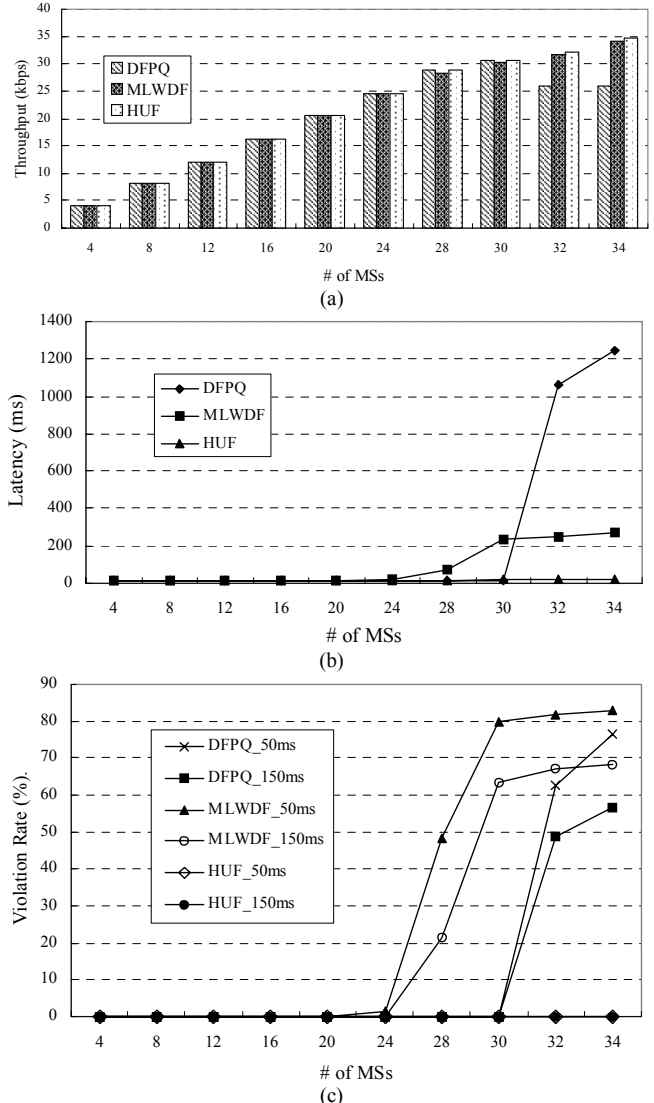 40
35
30
25
20
15
10
5
0
Throughput (kbps)
DFPQ
MLWDF
HUF
4 8 12 16 20 24 28 30 32 34
# of MSs
(a)
1400
1200
1000
800
600
400
200
0
Latency (ms)
DFPQ
MLWDF
HUF
4 8 12 16 20 24 28 30 32 34
# of MSs
(b)
90
80
70
60
50
40
30
20
10
0
Violation Rate (%).
DFPQ_50ms
DFPQ_150ms
MLWDF_50ms
MLWDF_150ms
HUF_50ms
HUF_150ms
4 8 12 16 20 24 28 30 32 34
# of MSs
(c)